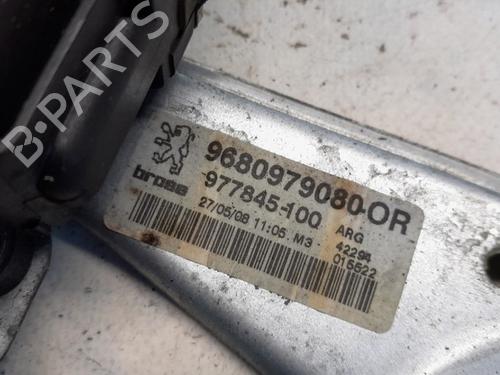 B-PARTS
9680979080-OR
brose
977845-100
27/05/08 11:05 M3
ARG
42294
015522